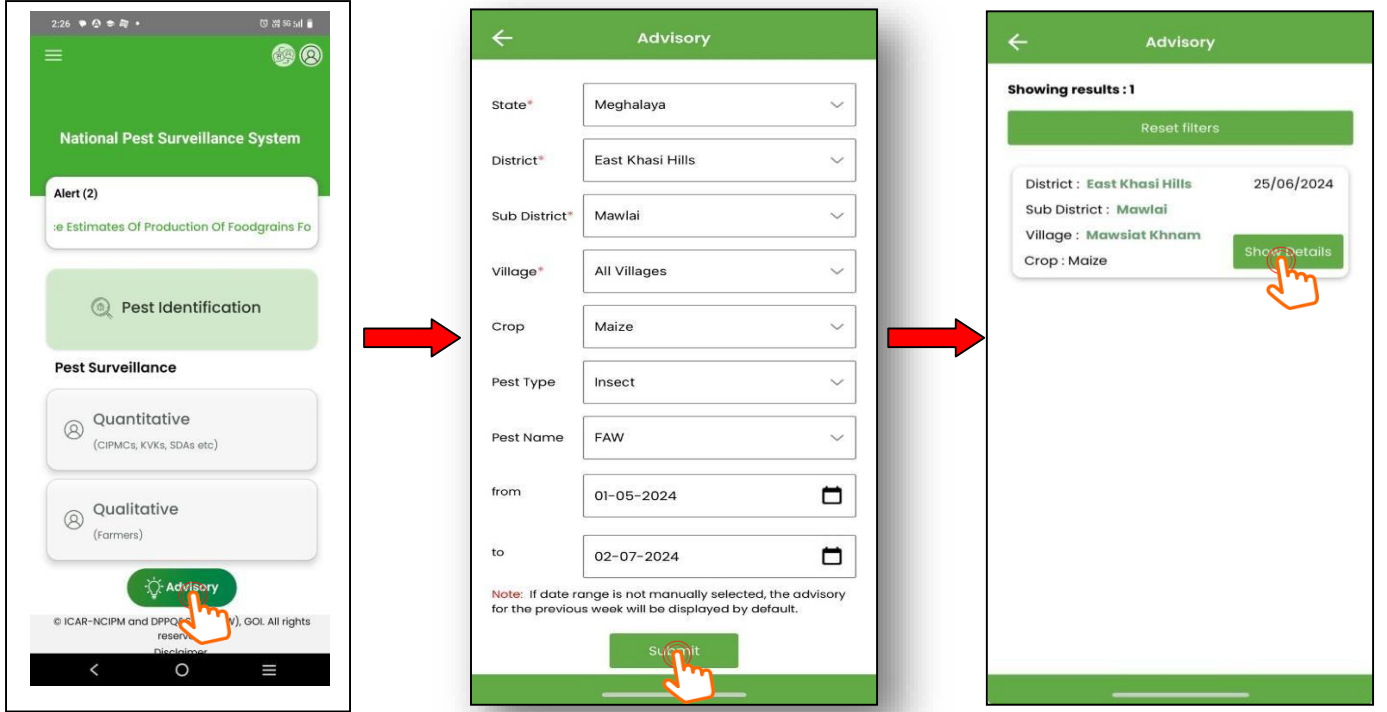 2:26
National Pest Surveillance System
Alert (2)
:e Estimates Of Production Of Foodgrains Fo
Pest Identification
Pest Surveillance
Quantitative
(CIPMCs, KVKs, SDAs etc)
Qualitative
(Farmers)
Advisory
© ICAR-NCIPM and GOI. All rights
Disclaimer
Advisory
State* Meghalaya
District* East Khasi Hills
Sub District* Mawlai
Village* All Villages
Crop Maize
Pest Type Insect
Pest Name FAW
from 01-05-2024
to 02-07-2024
Note: If date range is not manually selected, the advisory
for the previous week will be displayed by default.
Submit
Advisory
Showing results : 1
Reset filters
District : East Khasi Hills 25/06/2024
Sub District : Mawlai
Village : Mawsiat Khnam
Show Details
Crop : Maize